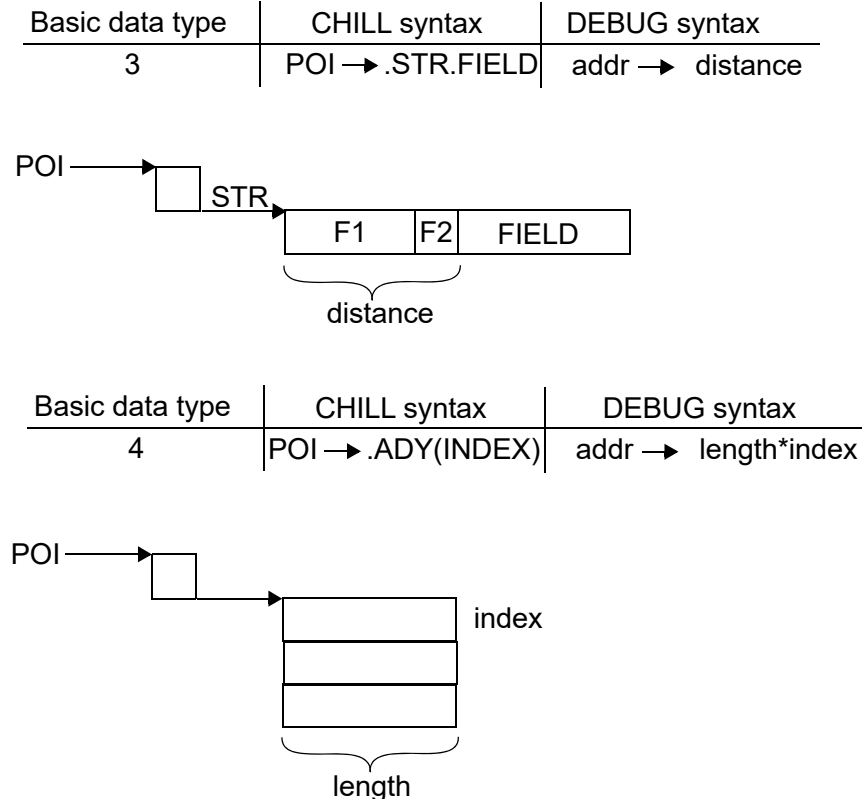 Basic data type CHILL syntax DEBUG syntax
3 POI → .STR.FIELD addr → distance
POI
STR
F1 F2 FIELD
distance
Basic data type CHILL syntax DEBUG syntax
4 POI → .ADY(INDEX) addr → length*index
POI
index
length